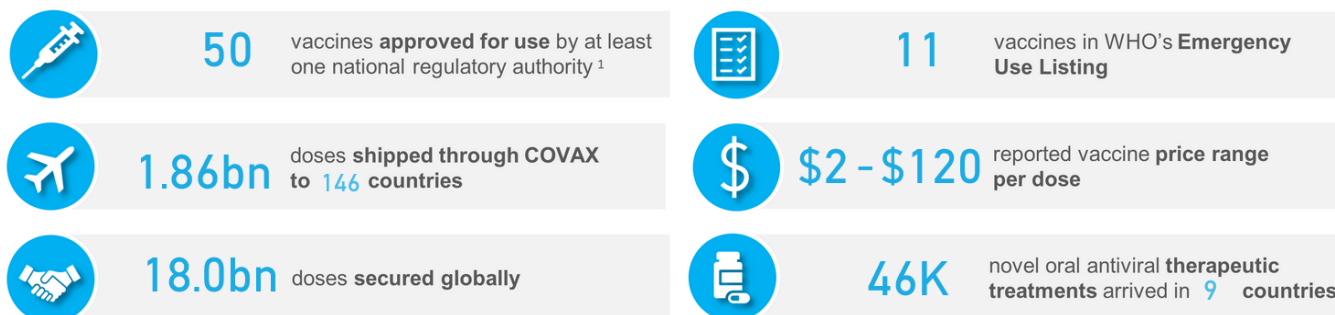 50
vaccines approved for use by at least
one national regulatory authority 1
11
vaccines in WHO's Emergency
Use Listing
1.86bn
doses shipped through COVAX
to 146 countries
$2 - $120
reported vaccine price range
per dose
18.0bn
doses secured globally
46K
novel oral antiviral therapeutic
treatments arrived in 9 countries